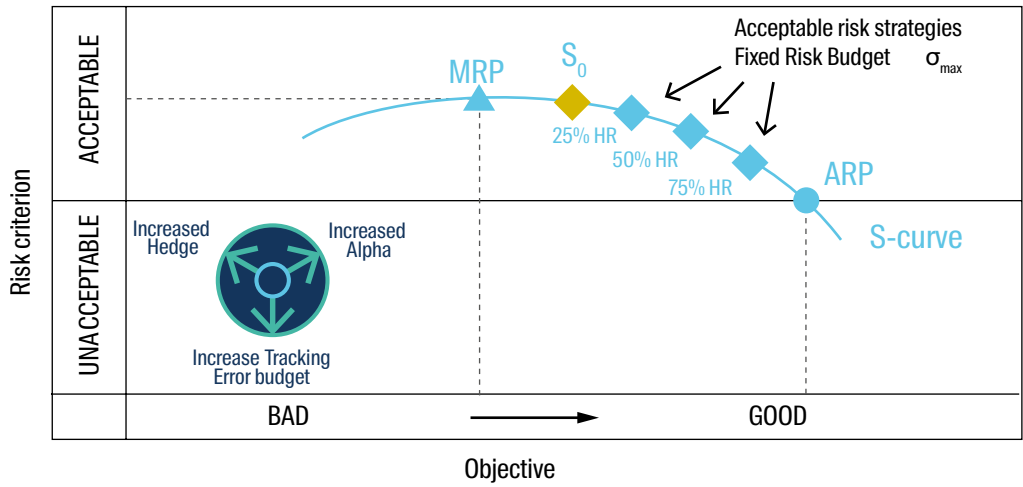 Risk criterion
ACCEPTABLE
UNACCEPTABLE
Acceptable risk strategies
Fixed Risk Budget σmax
MRP
S0
25% HR
50% HR
75% HR
ARP
S-curve
Increased
Hedge
Increased
Alpha
Increase Tracking
Error budget
BAD
GOOD
Objective